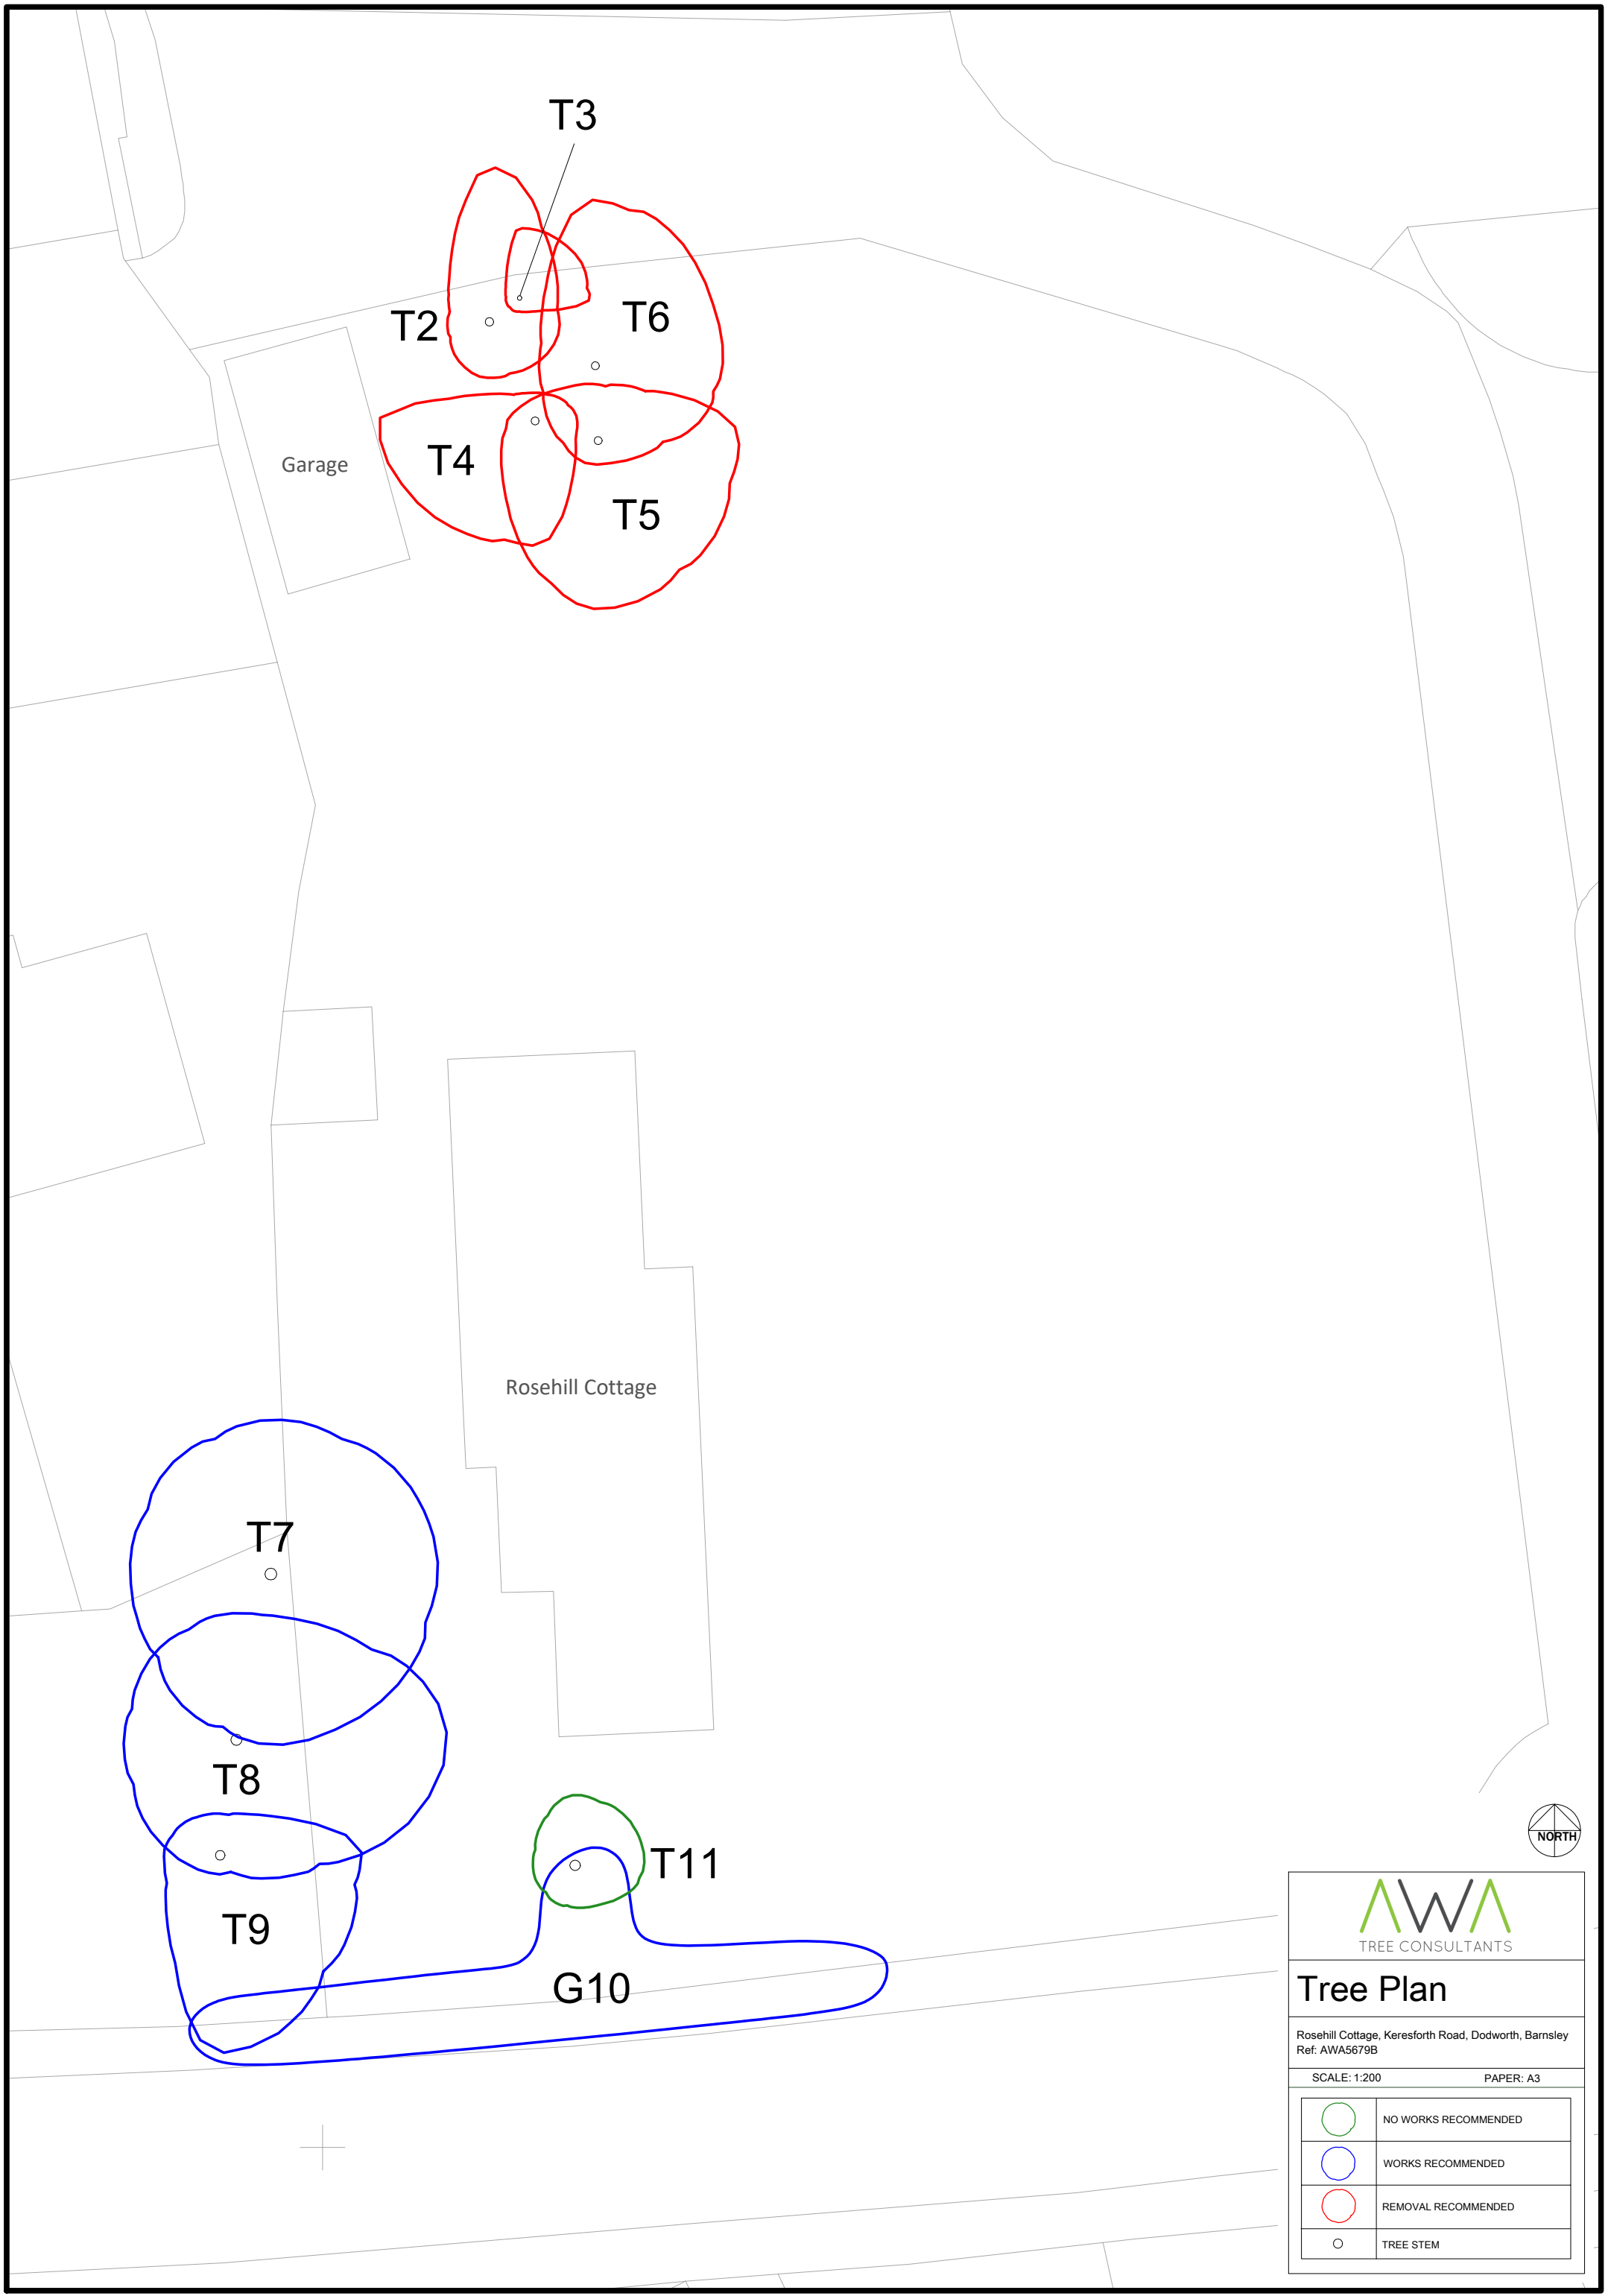 T3
T2
T6
T4
Garage
T5
Rosehill Cottage
T7
T8
T11
T9
G10
NORTH
AWA
TREE CONSULTANTS
Tree Plan
Rosehill Cottage, Keresforth Road, Dodworth, Barnsley
Ref: AWA5679B
SCALE: 1:200 PAPER: A3
NO WORKS RECOMMENDED
WORKS RECOMMENDED
REMOVAL RECOMMENDED
TREE STEM